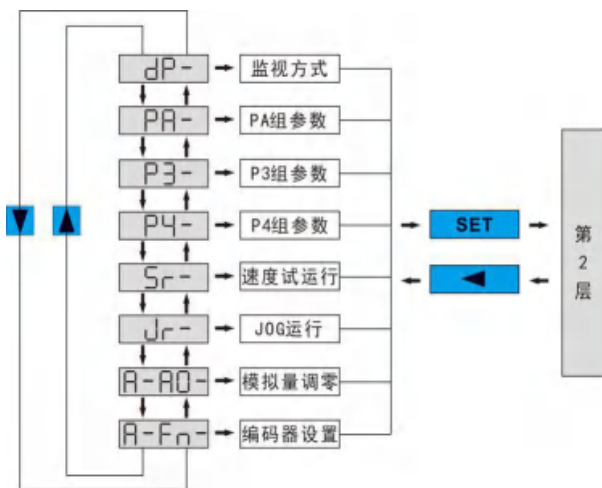 dP- 监视方式
PA- PA组参数
P3- P3组参数
P4- P4组参数
SET
Sr- 速度试运行
Jr- JOG运行
A-A0- 模拟量调零
A-Fn- 编码器设置
第
2
层